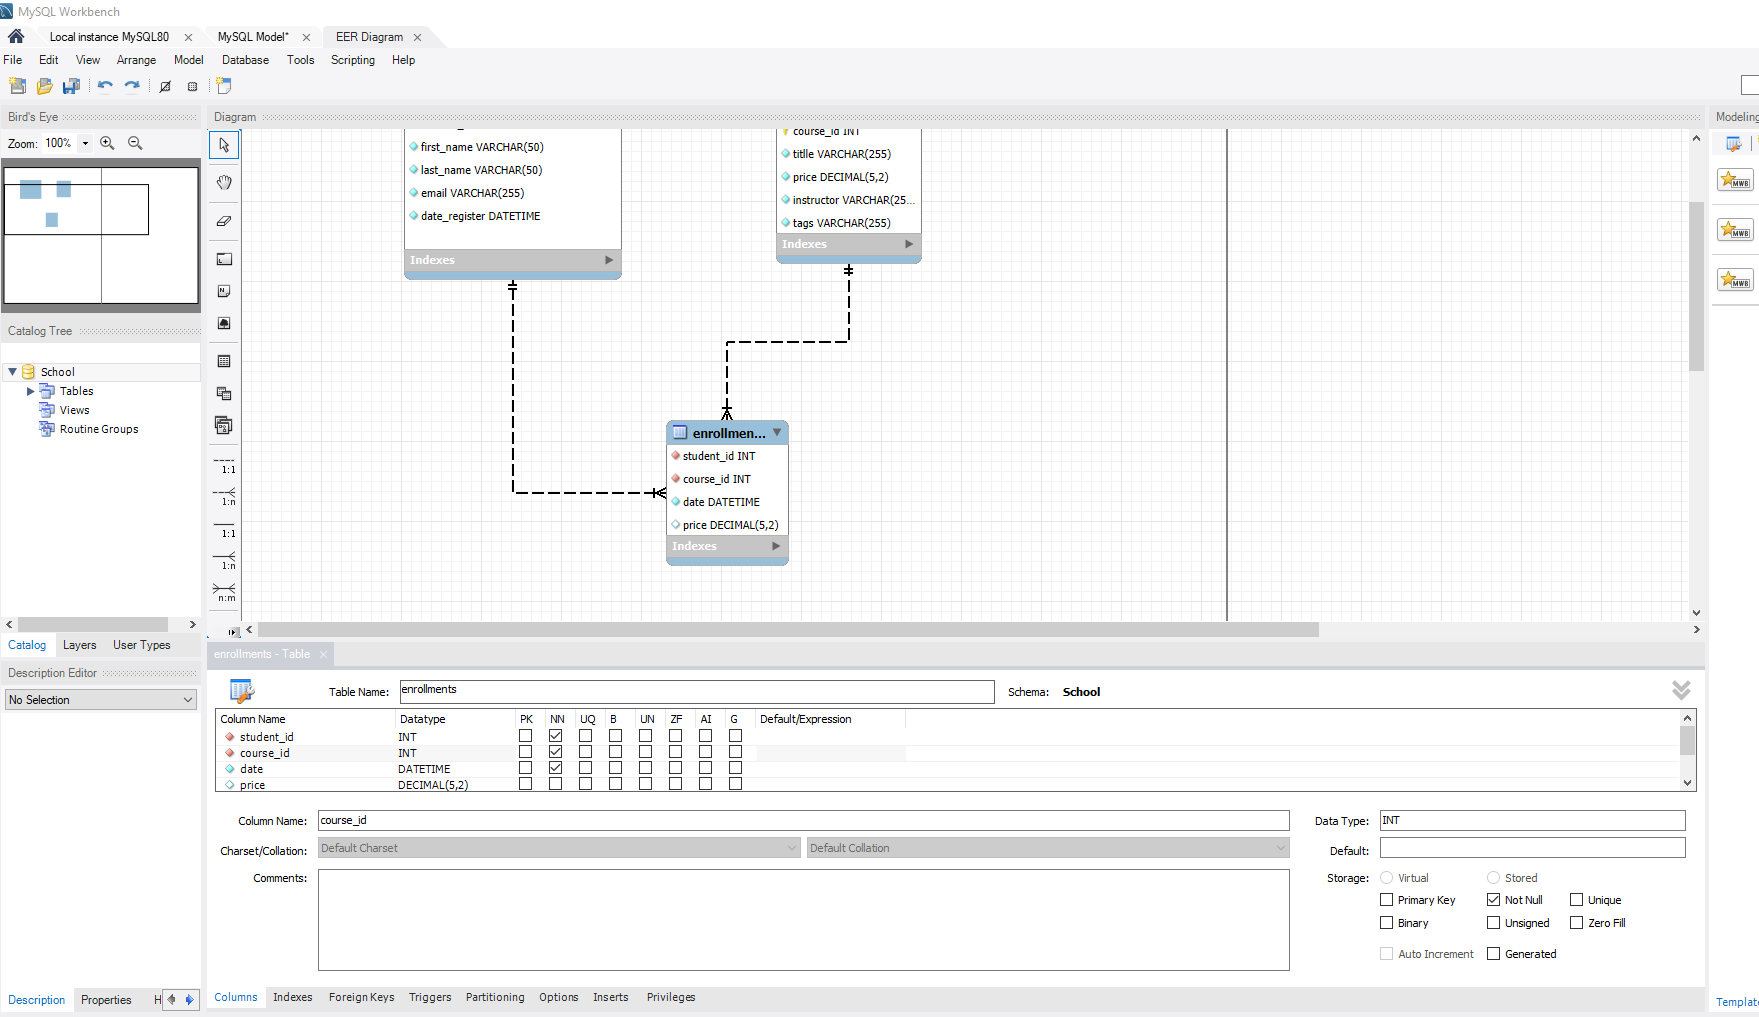 MySQL Workbench
Local instance MySQL80
MySQL Model*
EER Diagram
File Edit View Arrange Model Database Tools Scripting Help
Bird's Eye
Diagram
Modeling
Zoom: 100%
first_name VARCHAR(50)
last_name VARCHAR(50)
email VARCHAR(255)
date_register DATETIME
Indexes
course_id INT
titlle VARCHAR(255)
price DECIMAL(5,2)
instructor VARCHAR(25...
tags VARCHAR(255)
Indexes
MWB
MWB
MWB
Catalog Tree
School
Tables
Views
Routine Groups
1:1
1:n
1:1
1:n
n:m
enrollmen...
student_id INT
course_id INT
date DATETIME
price DECIMAL(5,2)
Indexes
Catalog Layers User Types
Description Editor
No Selection
enrollments - Table
Table Name: enrollments Schema: School
Column Name Datatype PK NN UQ B UN ZF AI G Default/Expression
student_id INT
course_id INT
date DATETIME
price DECIMAL(5,2)
Column Name: course_id Data Type: INT
Charset/Collation: Default Charset Default Collation Default:
Comments: Storage: Virtual Stored
Primary Key Not Null Unique
Binary Unsigned Zero Fill
Auto Increment Generated
Description Properties H
Columns Indexes Foreign Keys Triggers Partitioning Options Inserts Privileges
Templat